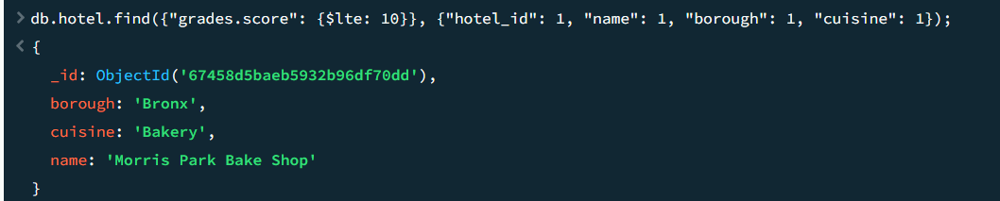 > db.hotel.find({"grades.score": {$lte: 10}}, {"hotel_id": 1, "name": 1, "borough": 1, "cuisine": 1});
< {
_id: ObjectId('67458d5baeb5932b96df70dd'),
borough: 'Bronx',
cuisine: 'Bakery',
name: 'Morris Park Bake Shop'
}